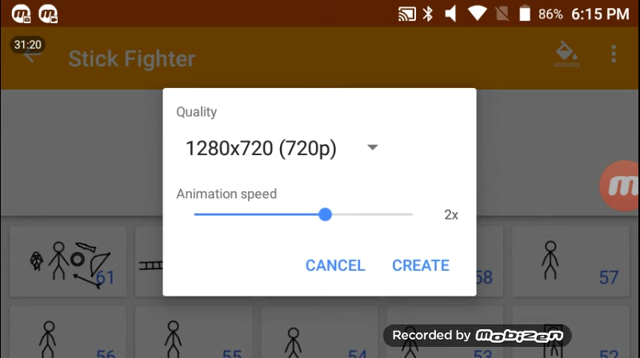 86% 6:15 PM
31:20
Stick Fighter
Quality
1280x720 (720p)
Animation speed
2x
CANCEL CREATE
61 58 57
56 55 54 53 52
Recorded by mobizen